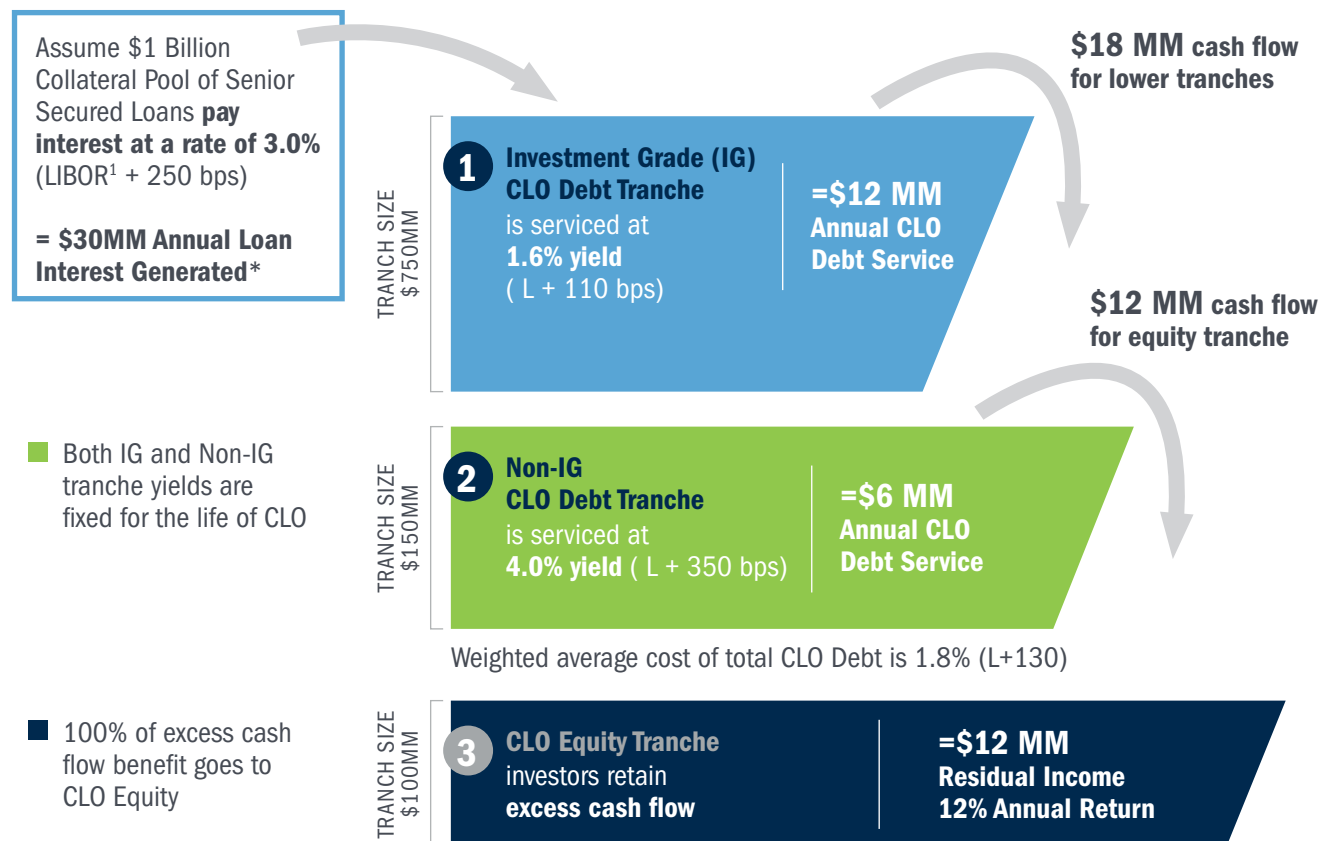 Assume $1 Billion
Collateral Pool of Senior
Secured Loans pay
interest at a rate of 3.0%
(LIBOR¹ + 250 bps)
= $30MM Annual Loan
Interest Generated*
$18 MM cash flow
for lower tranches
TRANCH SIZE
$750MM
1
Investment Grade (IG)
CLO Debt Tranche
is serviced at
1.6% yield
( L + 110 bps)
=$12 MM
Annual CLO
Debt Service
$12 MM cash flow
for equity tranche
Both IG and Non-IG
tranche yields are
fixed for the life of CLO
TRANCH SIZE
$150MM
2
Non-IG
CLO Debt Tranche
is serviced at
4.0% yield ( L + 350 bps)
=$6 MM
Annual CLO
Debt Service
Weighted average cost of total CLO Debt is 1.8% (L+130)
100% of excess cash
flow benefit goes to
CLO Equity
TRANCH SIZE
$100MM
3
CLO Equity Tranche
investors retain
excess cash flow
=$12 MM
Residual Income
12% Annual Return